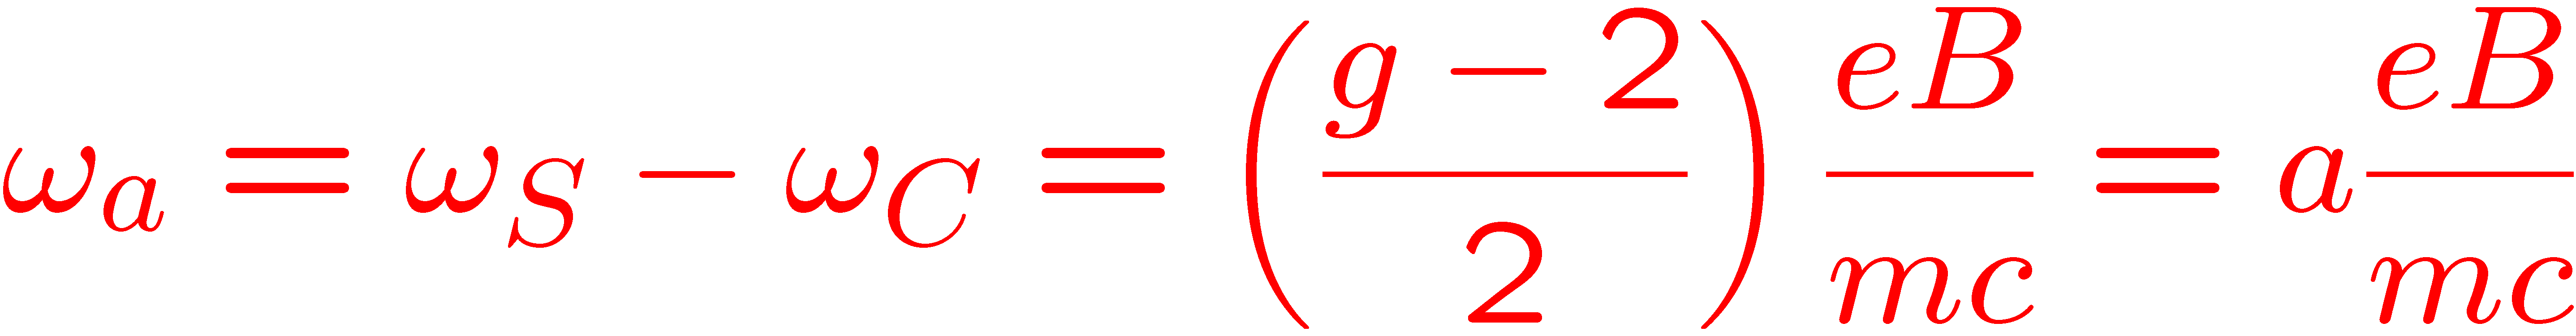 ω_a = ω_S − ω_C = ((g − 2)/2) eB/mc = a eB/mc